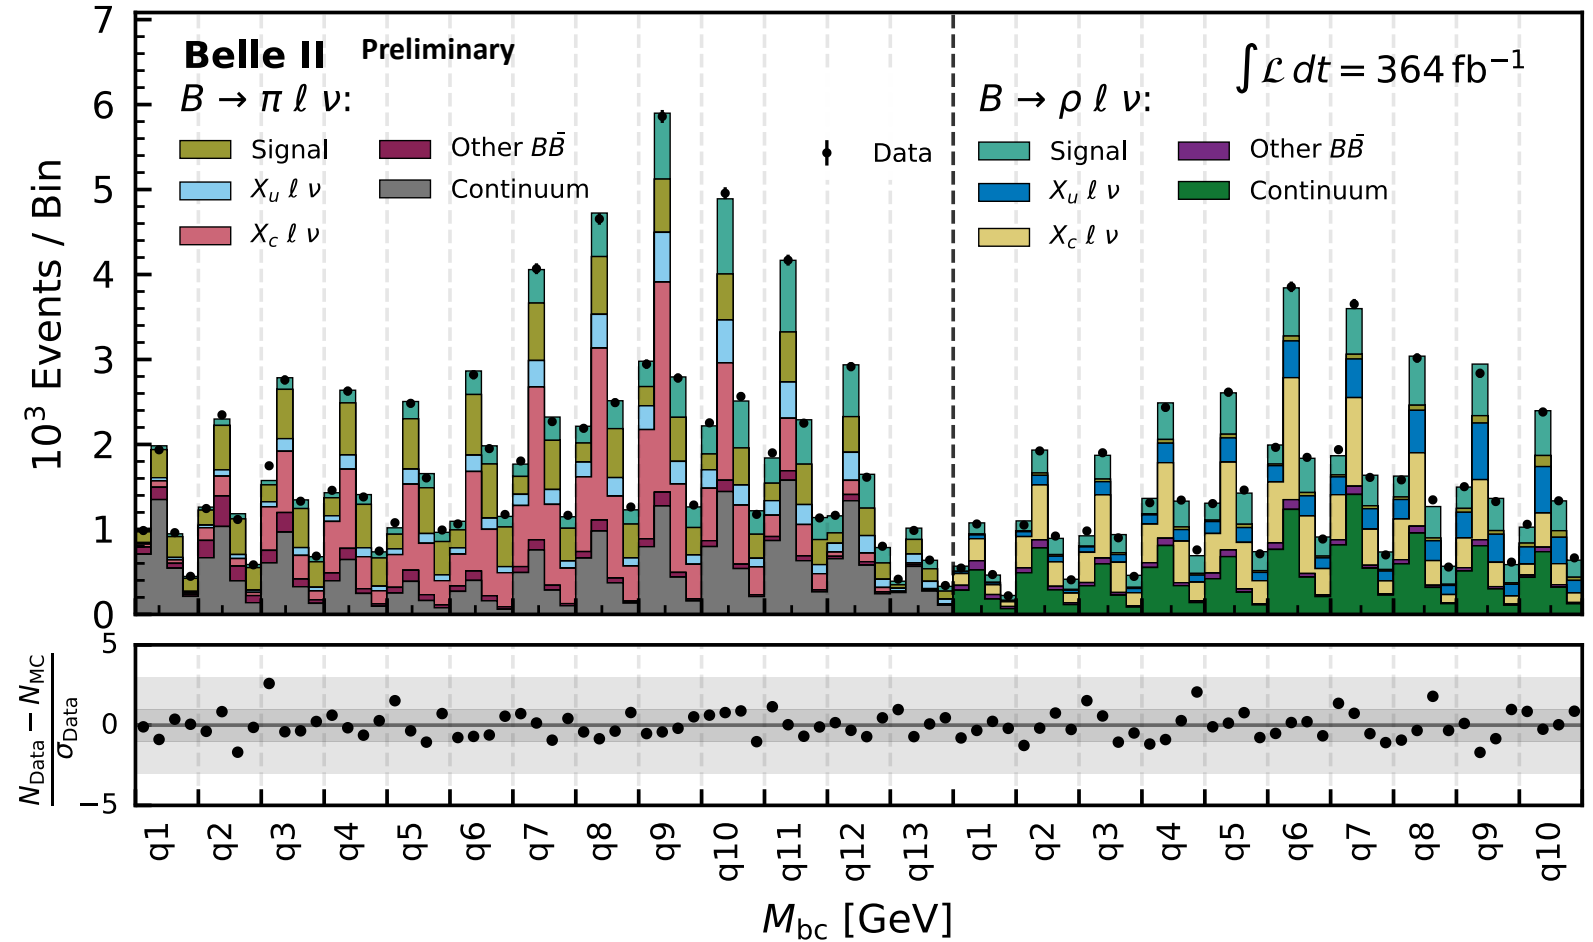 Belle II Preliminary
∫ℒ dt = 364 fb⁻¹
B → π ℓ ν:
Signal
X_u ℓ ν
X_c ℓ ν
Other BB̄
Continuum
Data
B → ρ ℓ ν:
Signal
X_u ℓ ν
X_c ℓ ν
Other BB̄
Continuum
10³ Events / Bin
7
6
5
4
3
2
1
0
(N_Data − N_MC) / σ_Data
5
0
−5
q1 q2 q3 q4 q5 q6 q7 q8 q9 q10 q11 q12 q13 q1 q2 q3 q4 q5 q6 q7 q8 q9 q10
M_bc [GeV]